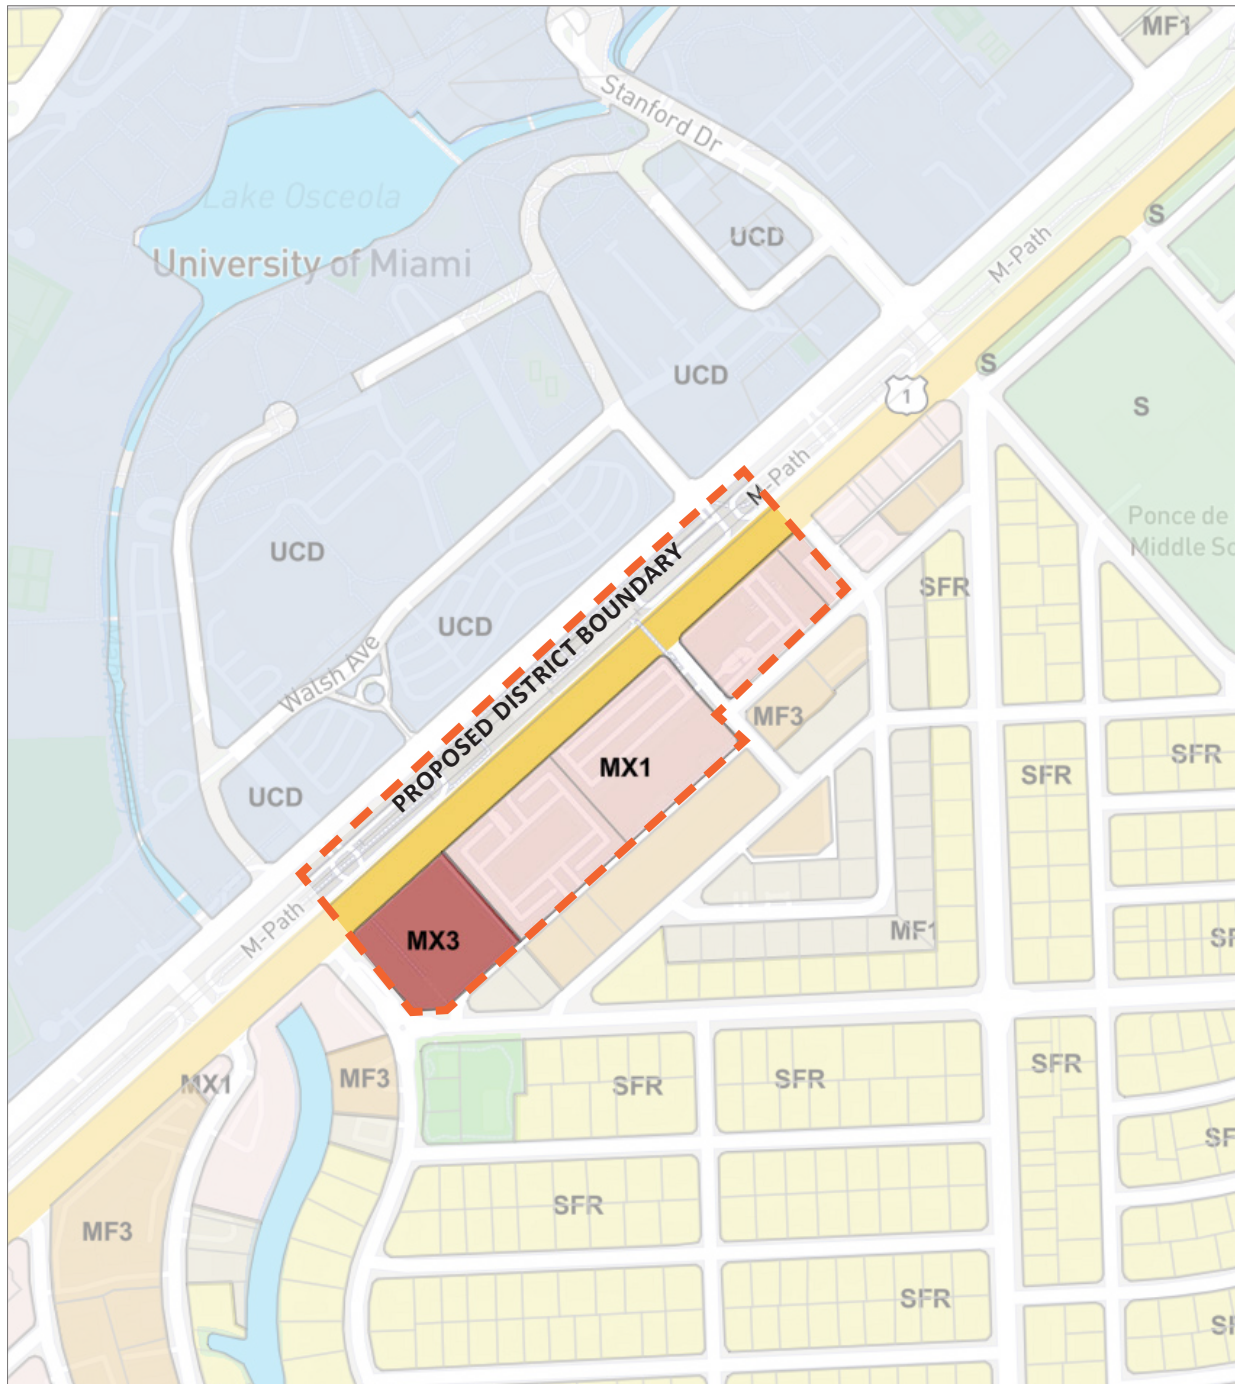 MF1
Stanford Dr
Lake Osceola
S
UCD
University of Miami
M-Path
S
UCD
1
S
M-Path
Ponce de
Middle Sc
UCD
PROPOSED DISTRICT BOUNDARY
SFR
UCD
Walsh Ave
MF3
SFR
MX1
SFR
UCD
M-Path
MX3
MF1
SF
SFR
MX1
MF3
SFR
SFR
SF
SFR
MF3
SFR
SF